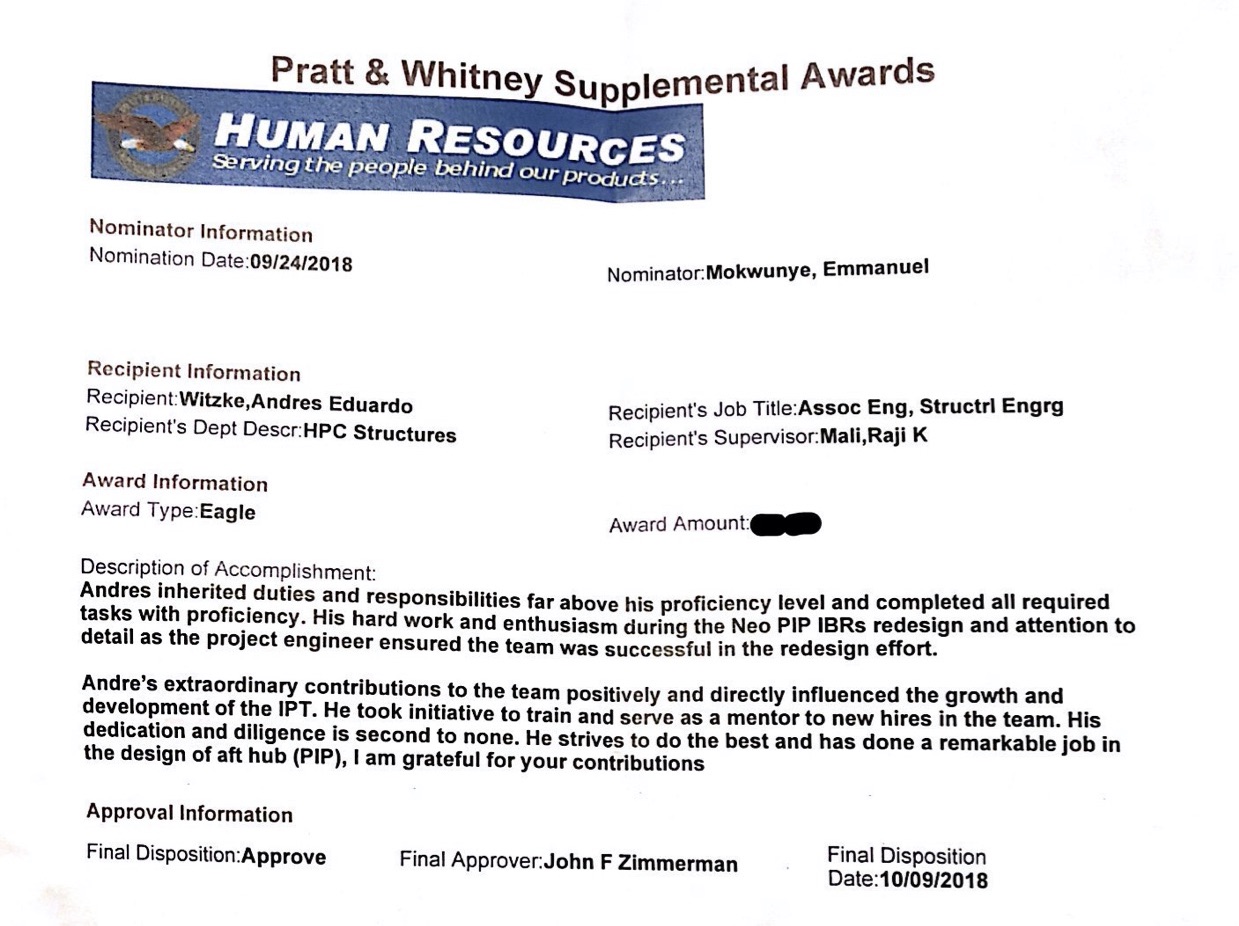 Pratt & Whitney Supplemental Awards
HUMAN RESOURCES
Serving the people behind our products...
Nominator Information
Nomination Date:09/24/2018
Nominator:Mokwunye, Emmanuel
Recipient Information
Recipient:Witzke,Andres Eduardo
Recipient's Job Title:Assoc Eng, Structrl Engrg
Recipient's Dept Descr:HPC Structures
Recipient's Supervisor:Mali,Raji K
Award Information
Award Type:Eagle
Award Amount:
Description of Accomplishment:
Andres inherited duties and responsibilities far above his proficiency level and completed all required
tasks with proficiency. His hard work and enthusiasm during the Neo PIP IBRs redesign and attention to
detail as the project engineer ensured the team was successful in the redesign effort.
Andre's extraordinary contributions to the team positively and directly influenced the growth and
development of the IPT. He took initiative to train and serve as a mentor to new hires in the team. His
dedication and diligence is second to none. He strives to do the best and has done a remarkable job in
the design of aft hub (PIP), I am grateful for your contributions
Approval Information
Final Disposition:Approve
Final Approver:John F Zimmerman
Final Disposition
Date:10/09/2018